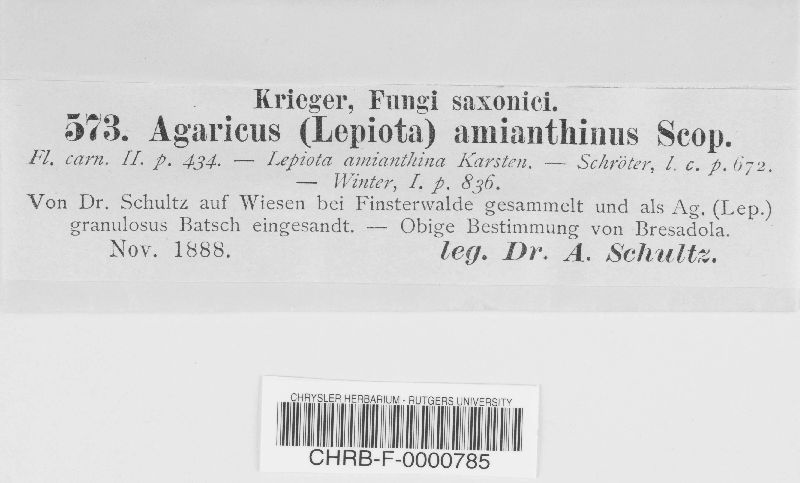 Krieger, Fungi saxonici.
573. Agaricus (Lepiota) amianthinus Scop.
Fl. carn. II. p. 434. — Lepiota amianthina Karsten. — Schröter, l. c. p. 672.
— Winter, I. p. 836.
Von Dr. Schultz auf Wiesen bei Finsterwalde gesammelt und als Ag. (Lep.)
granulosus Batsch eingesandt. — Obige Bestimmung von Bresadola.
Nov. 1888. leg. Dr. A. Schultz.
CHRYSLER HERBARIUM - RUTGERS UNIVERSITY
CHRB-F-0000785